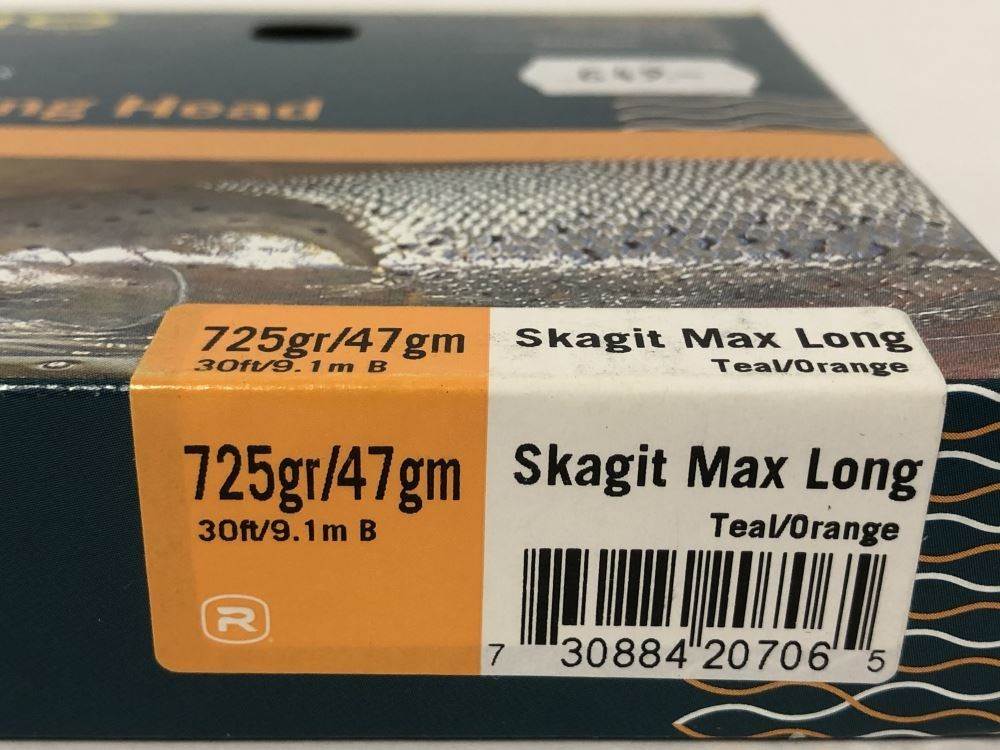 Head
649.-
725gr/47gm
30ft/9.1m B
Skagit Max Long
Teal/Orange
725gr/47gm
30ft/9.1m B
Skagit Max Long
Teal/Orange
R
7 30884 20706 5